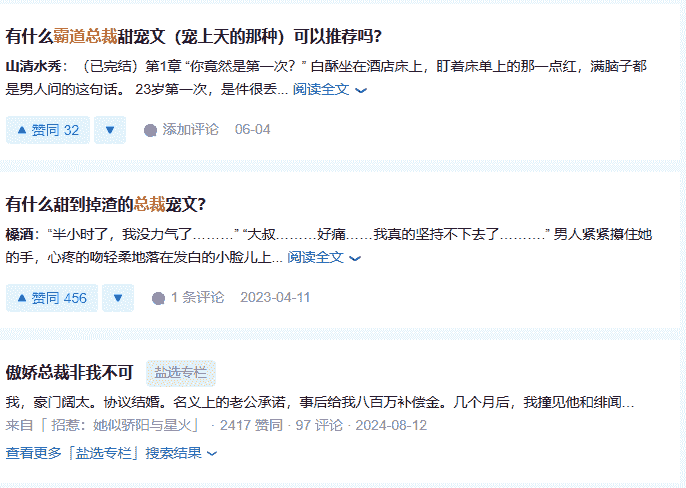 有什么霸道总裁甜宠文（宠上天的那种）可以推荐吗？
山清水秀：（已完结）第1章 “你竟然是第一次？” 白酥坐在酒店床上，盯着床单上的那一点红，满脑子都
是男人问的这句话。 23岁第一次，是件很丢... 阅读全文
赞同 32 添加评论 06-04
有什么甜到掉渣的总裁宠文？
橾酒：“半小时了，我没力气了………” “大叔………好痛……我真的坚持不下去了……….” 男人紧紧攥住她
的手，心疼的吻轻柔地落在发白的小脸儿上... 阅读全文
赞同 456 1 条评论 2023-04-11
傲娇总裁非我不可 盐选专栏
我，豪门阔太。协议结婚。名义上的老公承诺，事后给我八百万补偿金。几个月后，我撞见他和绯闻...
来自「 招惹：她似骄阳与星火」 · 2417 赞同 · 97 评论 · 2024-08-12
查看更多「盐选专栏」搜索结果